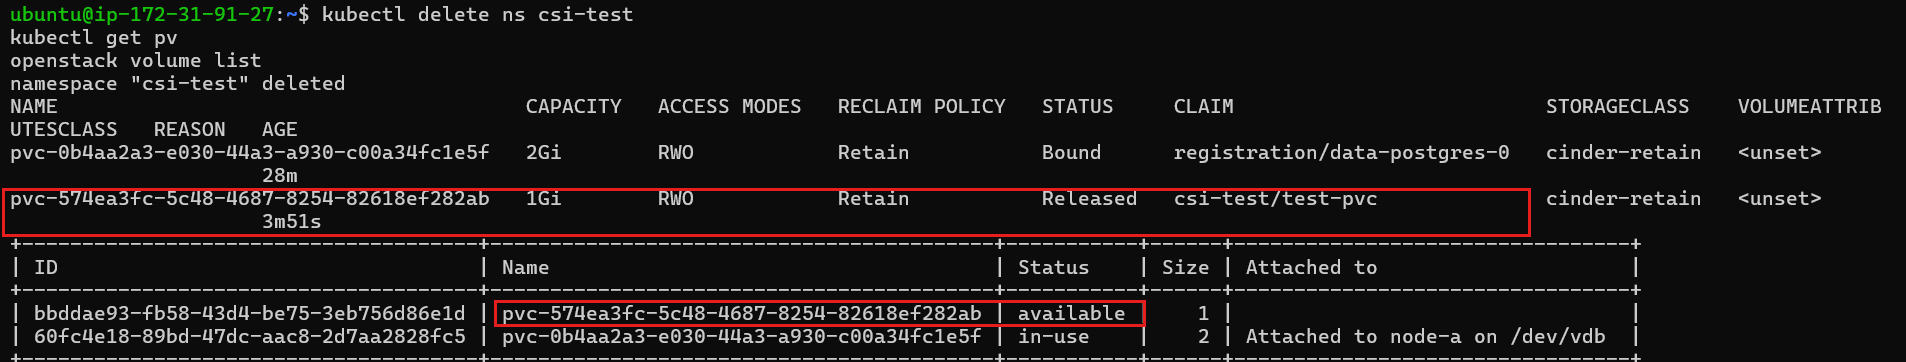 ubuntu@ip-172-31-91-27:~$ kubectl delete ns csi-test
kubectl get pv
openstack volume list
namespace "csi-test" deleted
NAME                                       CAPACITY   ACCESS MODES   RECLAIM POLICY   STATUS     CLAIM                          STORAGECLASS    VOLUMEATTRIB
UTESCLASS   REASON   AGE
pvc-0b4aa2a3-e030-44a3-a930-c00a34fc1e5f   2Gi        RWO            Retain           Bound      registration/data-postgres-0   cinder-retain   <unset>
                     28m
pvc-574ea3fc-5c48-4687-8254-82618ef282ab   1Gi        RWO            Retain           Released   csi-test/test-pvc              cinder-retain   <unset>
                     3m51s
+--------------------------------------+------------------------------------------+-----------+------+---------------------------------+
| ID                                   | Name                                     | Status    | Size | Attached to                     |
+--------------------------------------+------------------------------------------+-----------+------+---------------------------------+
| bbddae93-fb58-43d4-be75-3eb756d86e1d | pvc-574ea3fc-5c48-4687-8254-82618ef282ab | available |    1 |                                 |
| 60fc4e18-89bd-47dc-aac8-2d7aa2828fc5 | pvc-0b4aa2a3-e030-44a3-a930-c00a34fc1e5f | in-use    |    2 | Attached to node-a on /dev/vdb  |
+--------------------------------------+------------------------------------------+-----------+------+---------------------------------+